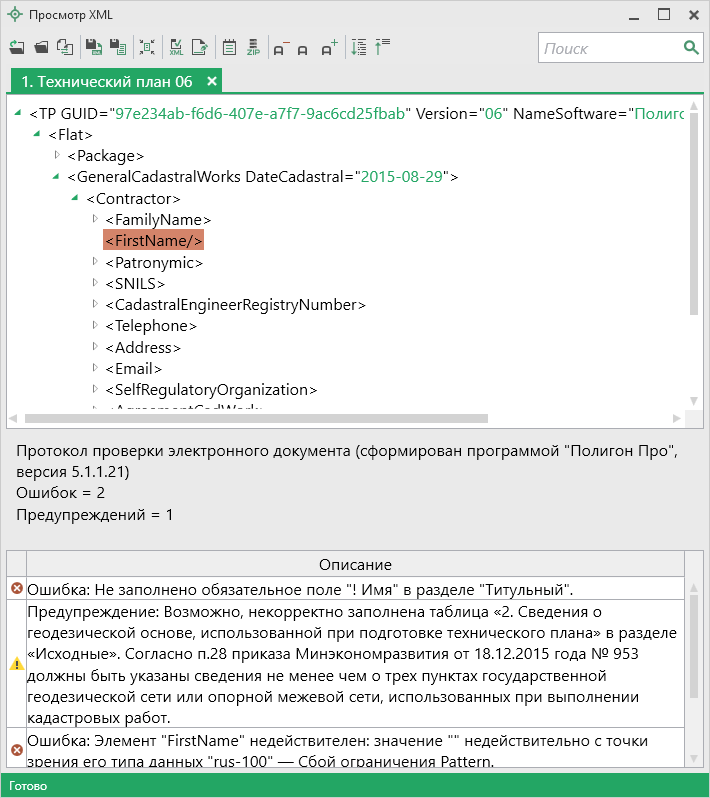 Просмотр XML
XML
ZIP
Поиск
1. Технический план 06
<TP GUID="97e234ab-f6d6-407e-a7f7-9ac6cd25fbab" Version="06" NameSoftware="Полиго
<Flat>
<Package>
<GeneralCadastralWorks DateCadastral="2015-08-29">
<Contractor>
<FamilyName>
<FirstName/>
<Patronymic>
<SNILS>
<CadastralEngineerRegistryNumber>
<Telephone>
<Address>
<Email>
<SelfRegulatoryOrganization>
<AgreementCadWork>
Протокол проверки электронного документа (сформирован программой "Полигон Про",
версия 5.1.1.21)
Ошибок = 2
Предупреждений = 1
Описание
Ошибка: Не заполнено обязательное поле "! Имя" в разделе "Титульный".
Предупреждение: Возможно, некорректно заполнена таблица «2. Сведения о
геодезической основе, использованной при подготовке технического плана» в разделе
«Исходные». Согласно п.28 приказа Минэкономразвития от 18.12.2015 года № 953
должны быть указаны сведения не менее чем о трех пунктах государственной
геодезической сети или опорной межевой сети, использованных при выполнении
кадастровых работ.
Ошибка: Элемент "FirstName" недействителен: значение "" недействительно с точки
зрения его типа данных "rus-100" — Сбой ограничения Pattern.
Готово